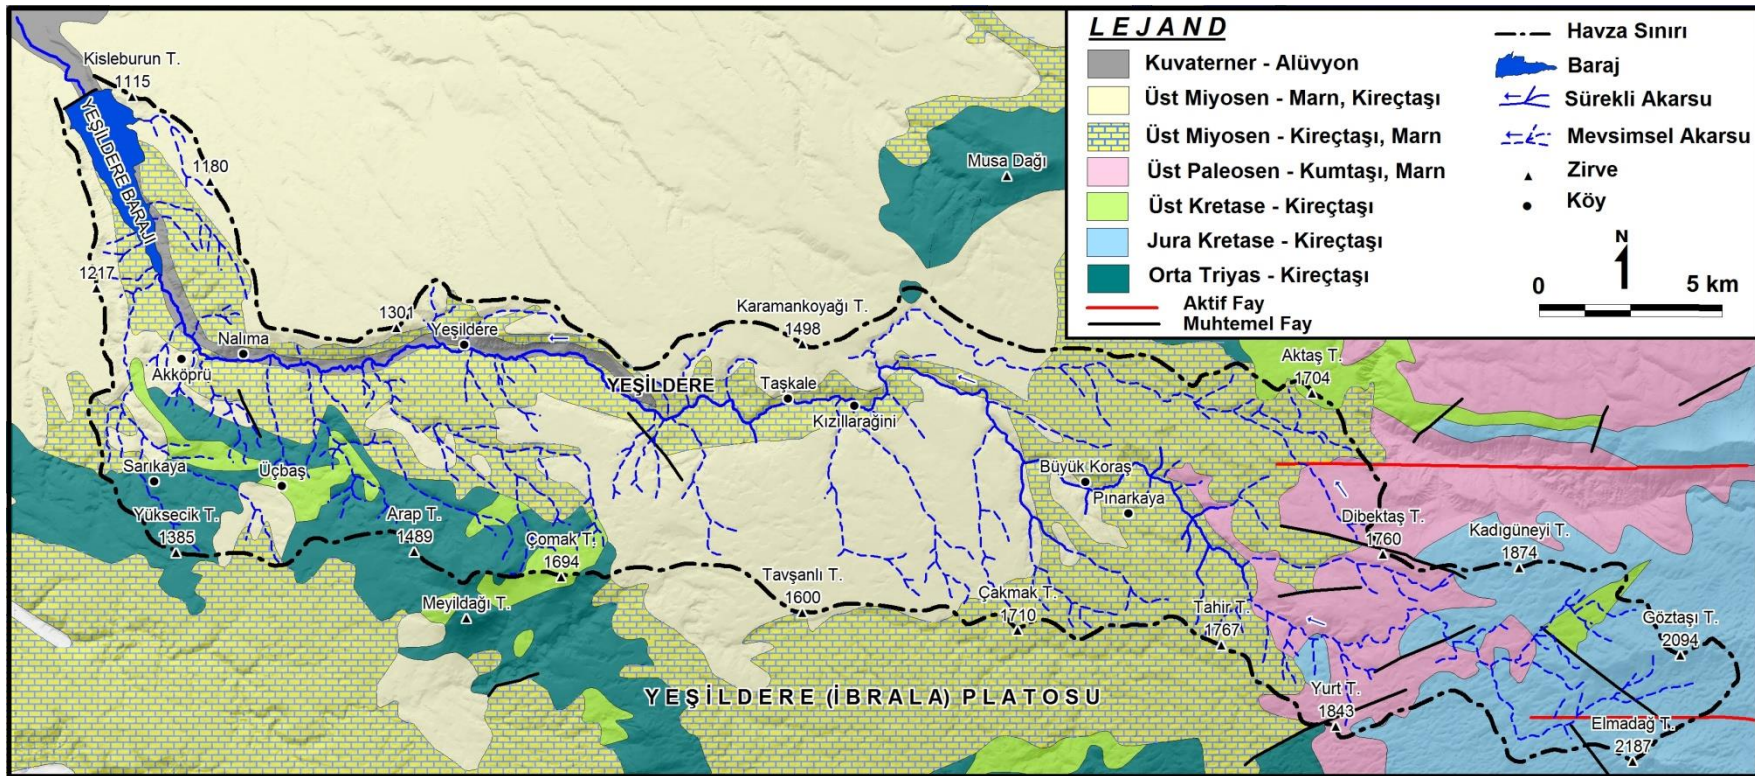 LEJAND
Kuvaterner - Alüvyon
Üst Miyosen - Marn, Kireçtaşı
Üst Miyosen - Kireçtaşı, Marn
Üst Paleosen - Kumtaşı, Marn
Üst Kretase - Kireçtaşı
Jura Kretase - Kireçtaşı
Orta Triyas - Kireçtaşı
Aktif Fay
Muhtemel Fay
Havza Sınırı
Baraj
Sürekli Akarsu
Mevsimsel Akarsu
Zirve
Köy
N
0 5 km
Kisleburun T.
1115
YEŞİLDERE BARAJI
1180
1217
Musa Dağı
1301
Karamankoyağı T.
1498
Nalıma
Yeşildere
Akköprü
YEŞİLDERE
Taşkale
Kızıllarağini
Aktaş T.
1704
Sarıkaya
Üçbaş
Büyük Koraş
Pınarkaya
Yüksecik T.
1385
Arap T.
1489
Çomak T.
1694
Dibektaş T.
1760
Kadıgüneyi T.
1874
Meyildağı T.
Tavşanlı T.
1600
Çakmak T.
1710
Tahir T.
1767
Göztaşı T.
2094
YEŞİLDERE (İBRALA) PLATOSU
Yurt T.
1843
Elmadağ T.
2187